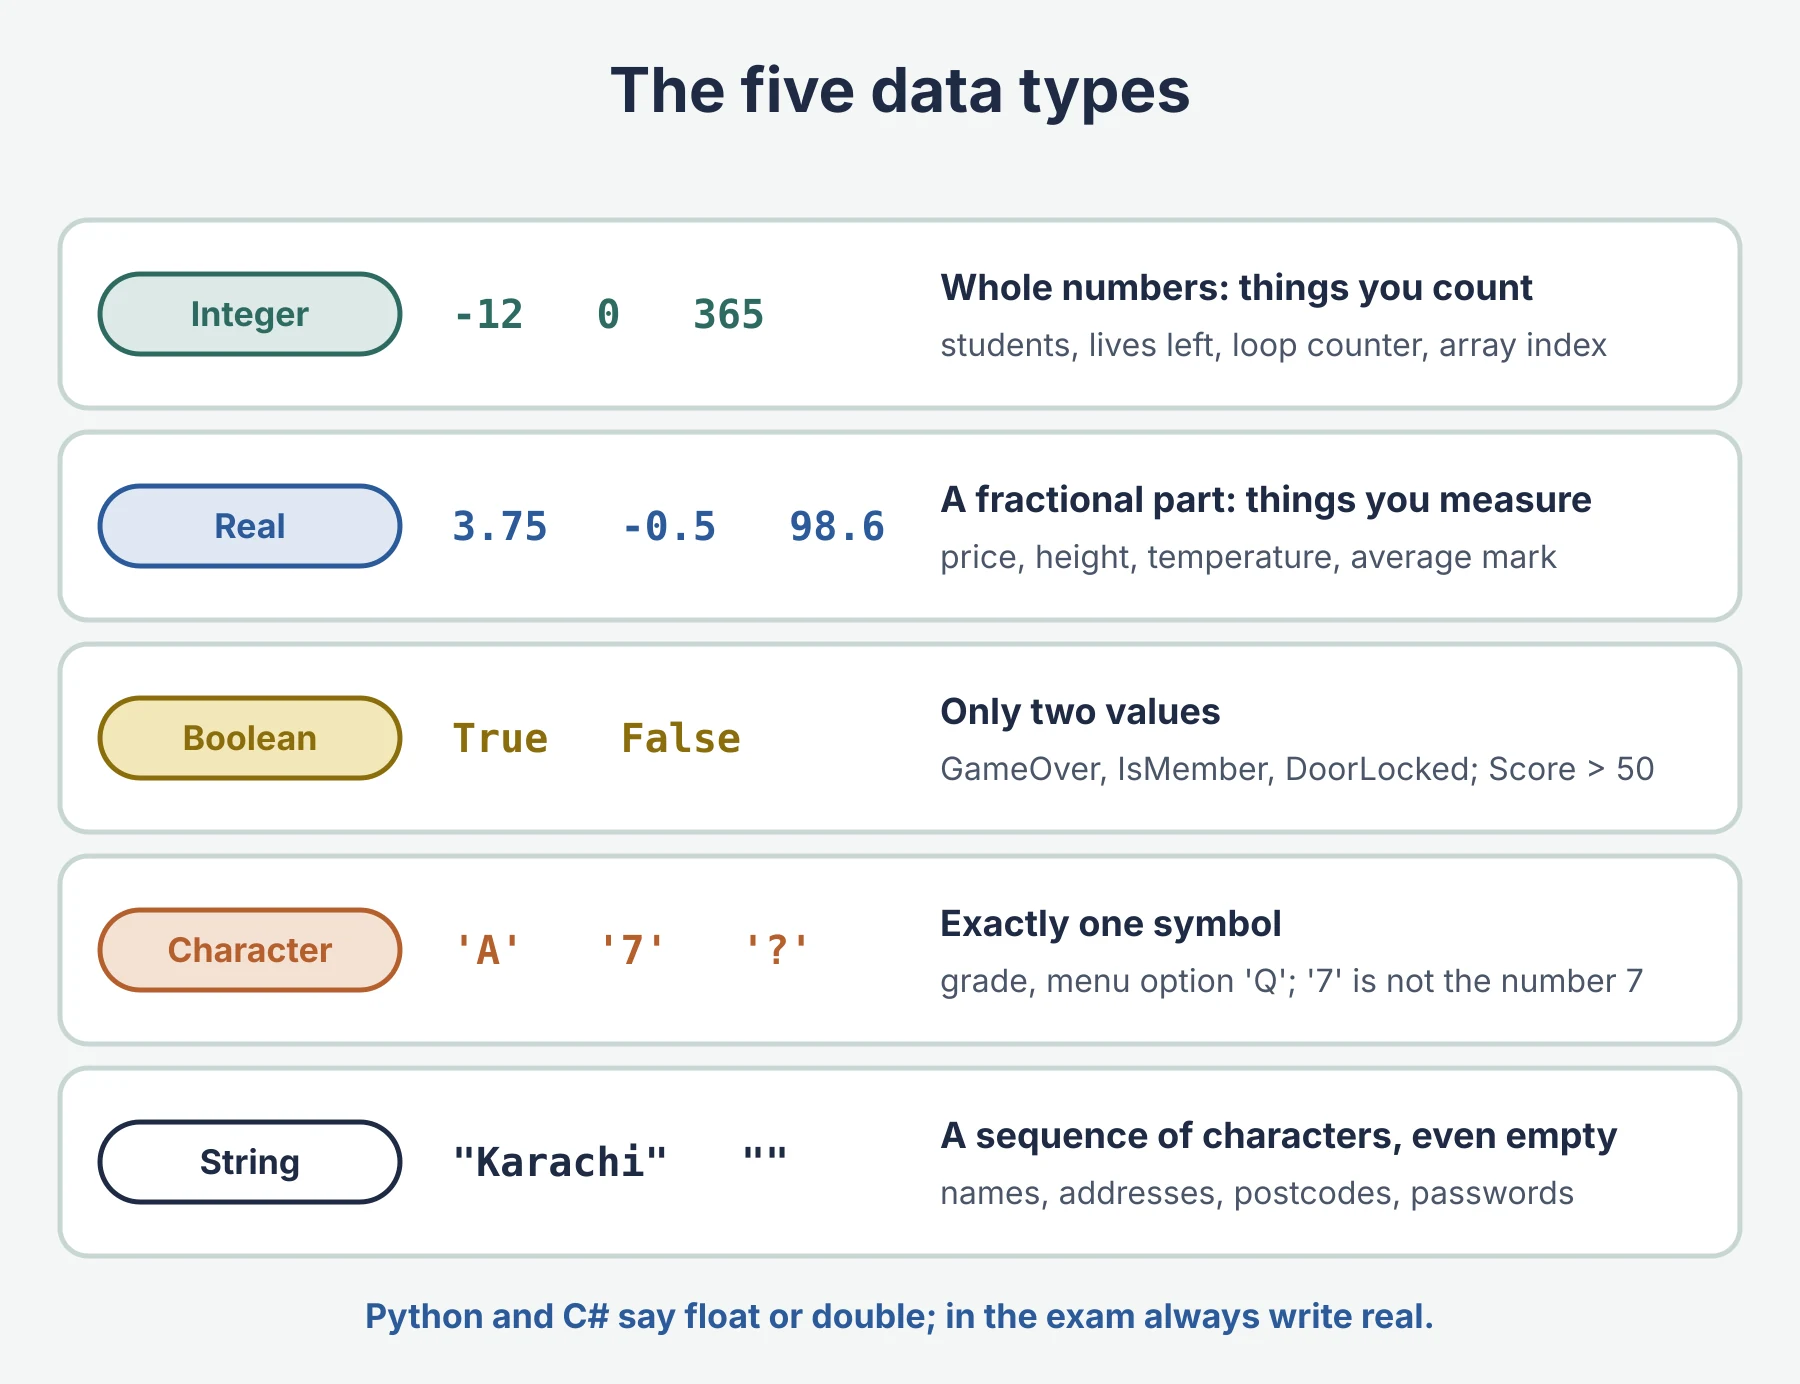 The five data types
Integer
-12 0 365
Whole numbers: things you count
students, lives left, loop counter, array index
Real
3.75 -0.5 98.6
A fractional part: things you measure
price, height, temperature, average mark
Boolean
True False
Only two values
GameOver, IsMember, DoorLocked; Score > 50
Character
'A' '7' '?'
Exactly one symbol
grade, menu option 'Q'; '7' is not the number 7
String
"Karachi" ""
A sequence of characters, even empty
names, addresses, postcodes, passwords
Python and C# say float or double; in the exam always write real.